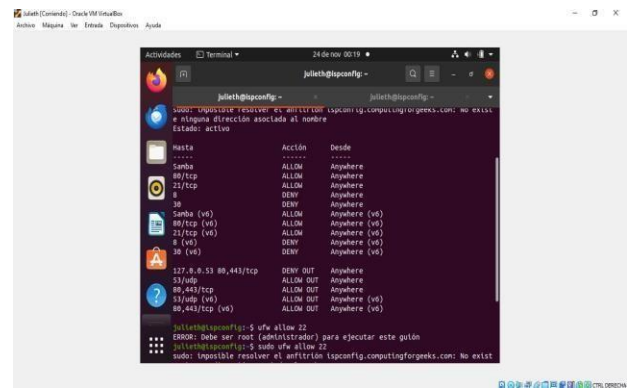 Julieth [Corriendo] - Oracle VM VirtualBox
Archivo Máquina Ver Entrada Dispositivos Ayuda
Actividades Terminal 24 de nov 00:19
julieth@ispconfig: ~
julieth@ispconfig: ~ julieth@ispconfig: ~
sudo: imposible resolver el anfitrión ispconfig.computingforgeeks.com: No exist
e ninguna dirección asociada al nombre
Estado: activo
Hasta Acción Desde
----- ------ -----
Samba ALLOW Anywhere
80/tcp ALLOW Anywhere
21/tcp ALLOW Anywhere
8 DENY Anywhere
30 DENY Anywhere
Samba (v6) ALLOW Anywhere (v6)
80/tcp (v6) ALLOW Anywhere (v6)
21/tcp (v6) ALLOW Anywhere (v6)
8 (v6) DENY Anywhere (v6)
30 (v6) DENY Anywhere (v6)
127.0.0.53 80,443/tcp DENY OUT Anywhere
53/udp ALLOW OUT Anywhere
80,443/tcp ALLOW OUT Anywhere
53/udp (v6) ALLOW OUT Anywhere (v6)
80,443/tcp (v6) ALLOW OUT Anywhere (v6)
julieth@ispconfig:~$ ufw allow 22
ERROR: Debe ser root (administrador) para ejecutar este guión
julieth@ispconfig:~$ sudo ufw allow 22
sudo: imposible resolver el anfitrión ispconfig.computingforgeeks.com: No exist
CTRL DERECHA